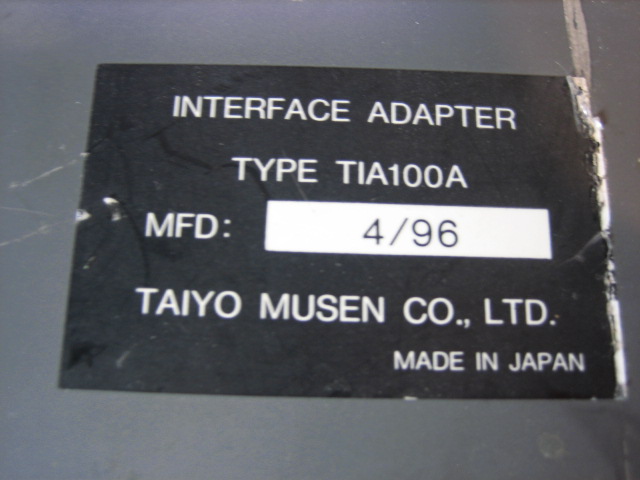 INTERFACE ADAPTER
TYPE TIA100A
MFD: 4/96
TAIYO MUSEN CO., LTD.
MADE IN JAPAN